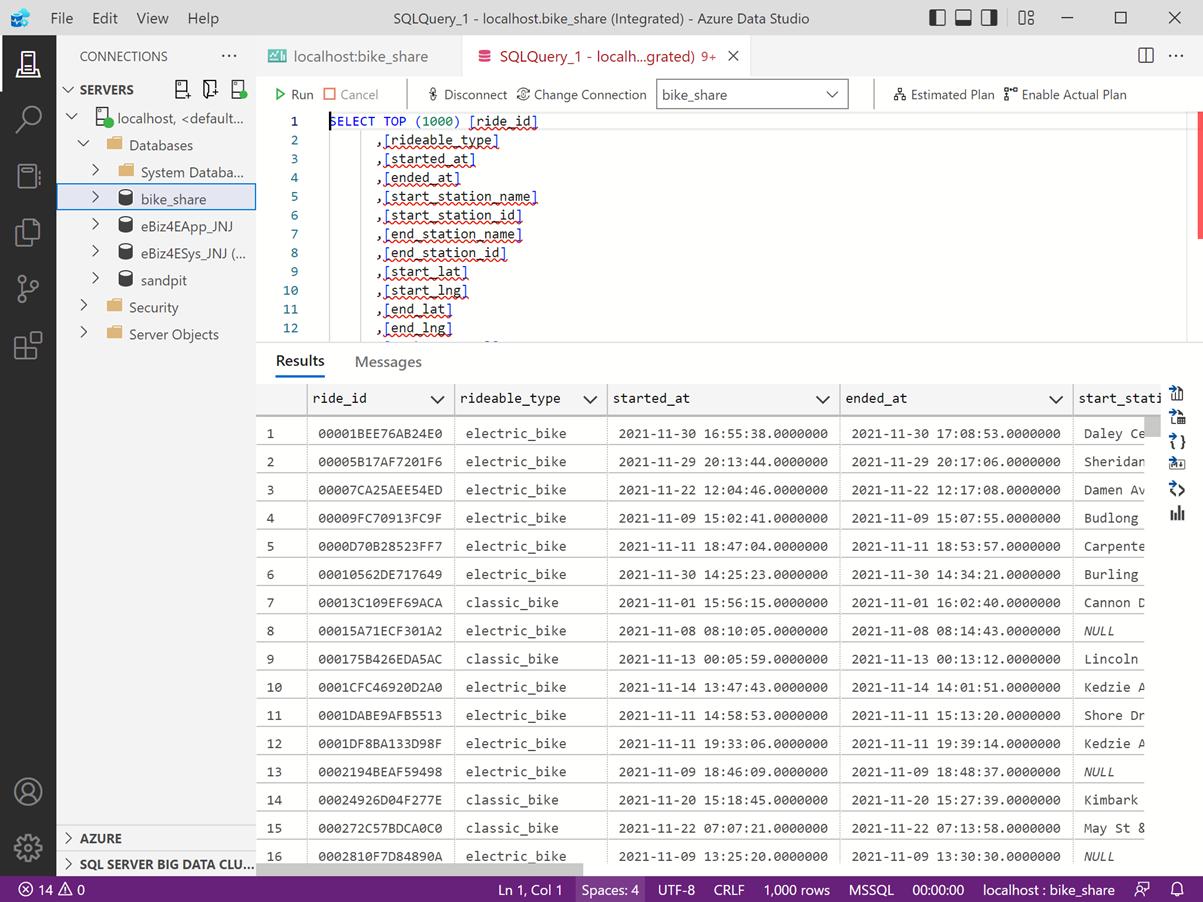 File Edit View Help SQLQuery_1 - localhost.bike_share (Integrated) - Azure Data Studio
CONNECTIONS ···
SERVERS
localhost, <default...
Databases
System Databa...
bike_share
eBiz4EApp_JNJ
eBiz4ESys_JNJ (...
sandpit
Security
Server Objects
AZURE
SQL SERVER BIG DATA CLU...
localhost:bike_share SQLQuery_1 - localh...grated) 9+
Run Cancel Disconnect Change Connection bike_share Estimated Plan Enable Actual Plan
1 SELECT TOP (1000) [ride_id]
2 ,[rideable_type]
3 ,[started_at]
4 ,[ended_at]
5 ,[start_station_name]
6 ,[start_station_id]
7 ,[end_station_name]
8 ,[end_station_id]
9 ,[start_lat]
10 ,[start_lng]
11 ,[end_lat]
12 ,[end_lng]
Results Messages
ride_id rideable_type started_at ended_at start_stati
1 00001BEE76AB24E0 electric_bike 2021-11-30 16:55:38.0000000 2021-11-30 17:08:53.0000000 Daley Ce
2 00005B17AF7201F6 electric_bike 2021-11-29 20:13:44.0000000 2021-11-29 20:17:06.0000000 Sheridan
3 00007CA25AEE54ED electric_bike 2021-11-22 12:04:46.0000000 2021-11-22 12:17:08.0000000 Damen Av
4 00009FC70913FC9F electric_bike 2021-11-09 15:02:41.0000000 2021-11-09 15:07:55.0000000 Budlong
5 0000D70B28523FF7 electric_bike 2021-11-11 18:47:04.0000000 2021-11-11 18:53:57.0000000 Carpente
6 00010562DE717649 electric_bike 2021-11-30 14:25:23.0000000 2021-11-30 14:34:21.0000000 Burling
7 00013C109EF69ACA classic_bike 2021-11-01 15:56:15.0000000 2021-11-01 16:02:40.0000000 Cannon D
8 00015A71ECF301A2 electric_bike 2021-11-08 08:10:05.0000000 2021-11-08 08:14:43.0000000 NULL
9 000175B426EDA5AC classic_bike 2021-11-13 00:05:59.0000000 2021-11-13 00:13:12.0000000 Lincoln
10 0001CFC46920D2A0 electric_bike 2021-11-14 13:47:43.0000000 2021-11-14 14:01:51.0000000 Kedzie A
11 0001DABE9AFB5513 electric_bike 2021-11-11 14:58:53.0000000 2021-11-11 15:13:20.0000000 Shore Dr
12 0001DF8BA133D98F electric_bike 2021-11-11 19:33:06.0000000 2021-11-11 19:39:14.0000000 Kedzie A
13 0002194BEAF59498 electric_bike 2021-11-09 18:46:09.0000000 2021-11-09 18:48:37.0000000 NULL
14 00024926D04F277E classic_bike 2021-11-20 15:18:45.0000000 2021-11-20 15:27:39.0000000 Kimbark
15 000272C57BDCA0C0 classic_bike 2021-11-22 07:07:21.0000000 2021-11-22 07:13:58.0000000 May St &
16 0002810F7D84890A electric_bike 2021-11-09 13:25:20.0000000 2021-11-09 13:30:30.0000000 NULL
14 0 Ln 1, Col 1 Spaces: 4 UTF-8 CRLF 1,000 rows MSSQL 00:00:00 localhost : bike_share